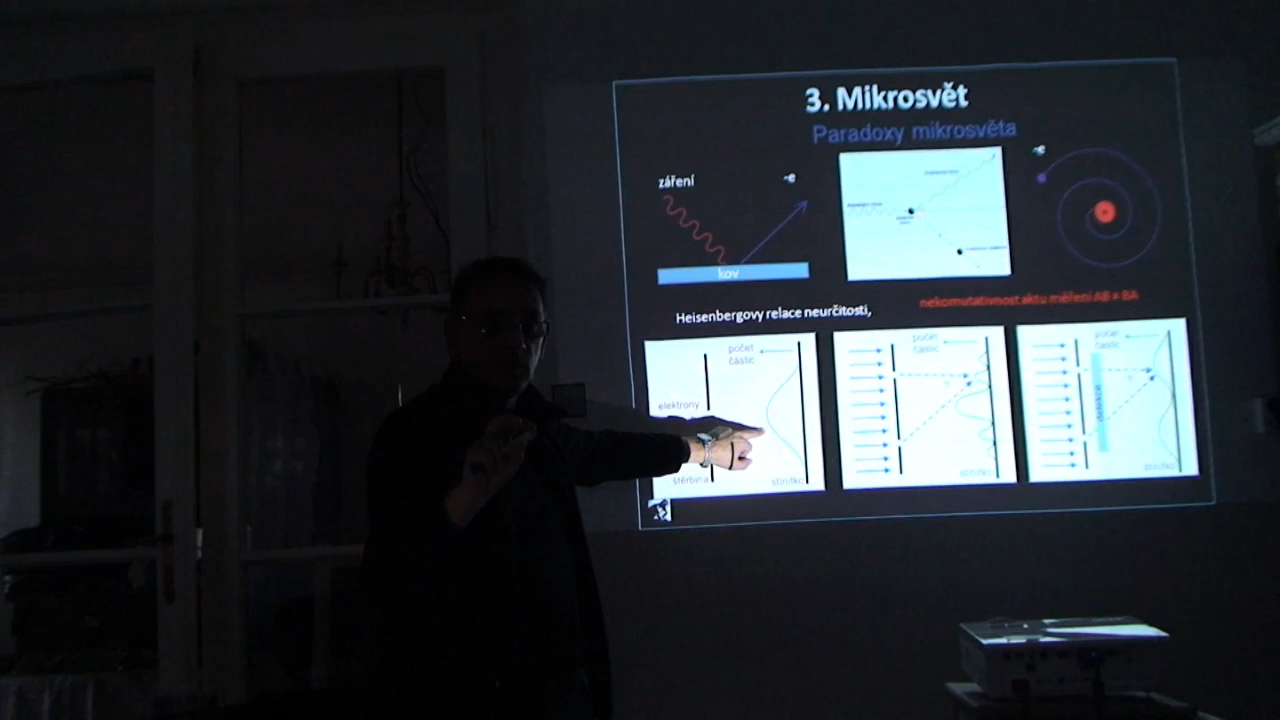 3. Mikrosvět
Paradoxy mikrosvěta
záření
-e
kov
-e
Heisenbergovy relace neurčitosti,
nekomutativnost aktu měření AB ≠ BA
počet
částic
elektrony
štěrbina
stínítko
počet
částic
stínítko
počet
částic
detekce
stínítko